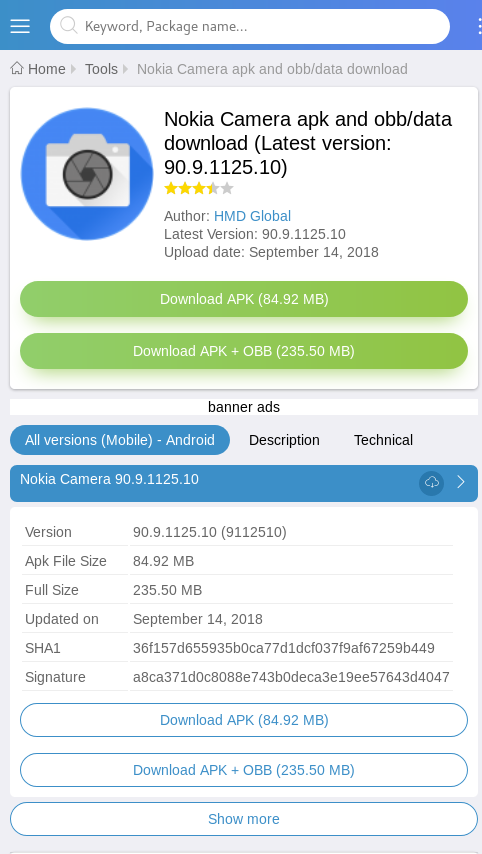 Keyword, Package name...
Home Tools Nokia Camera apk and obb/data download
Nokia Camera apk and obb/data
download (Latest version:
90.9.1125.10)
Author: HMD Global
Latest Version: 90.9.1125.10
Upload date: September 14, 2018
Download APK (84.92 MB)
Download APK + OBB (235.50 MB)
banner ads
All versions (Mobile) - Android Description Technical
Nokia Camera 90.9.1125.10
Version 90.9.1125.10 (9112510)
Apk File Size 84.92 MB
Full Size 235.50 MB
Updated on September 14, 2018
SHA1 36f157d655935b0ca77d1dcf037f9af67259b449
Signature a8ca371d0c8088e743b0deca3e19ee57643d4047
Download APK (84.92 MB)
Download APK + OBB (235.50 MB)
Show more